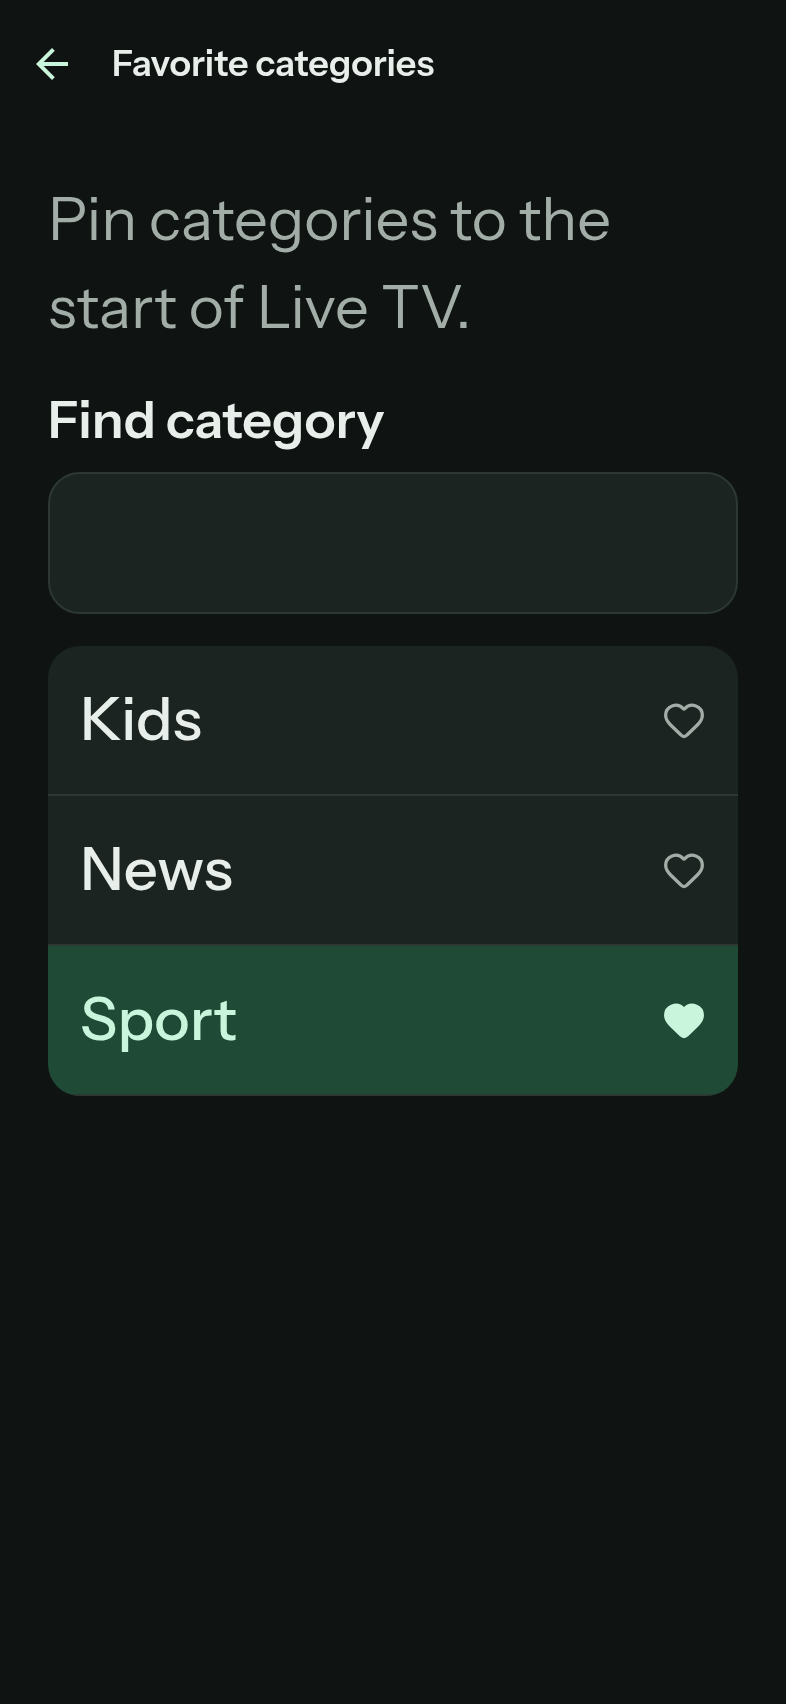 Favorite categories
Pin categories to the
start of Live TV.
Find category
Kids
News
Sport